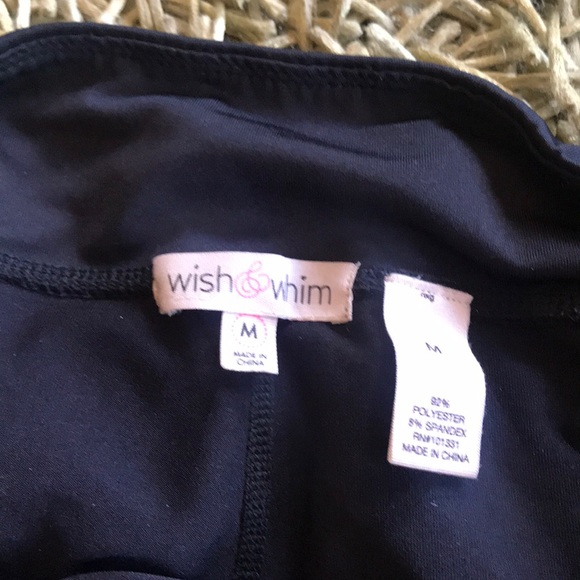 wish & whim
M
MADE IN
CHINA
M
92%
POLYESTER
8% SPANDEX
RN#101331
MADE IN CHINA